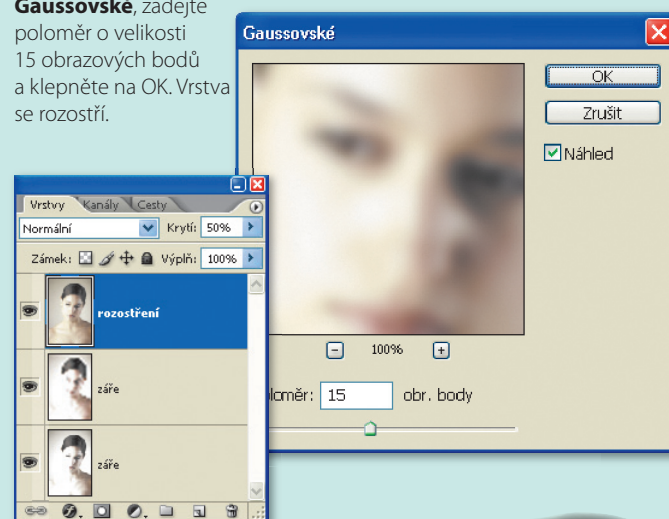 Gaussovské, zadejte
poloměr o velikosti
15 obrazových bodů
a klepněte na OK. Vrstva
se rozostří.
Gaussovské
OK
Zrušit
Náhled
100%
15 obr. body
Vrstvy Kanály Cesty
Normální Krytí: 50%
Zámek: Výplň: 100%
rozostření
záře
záře